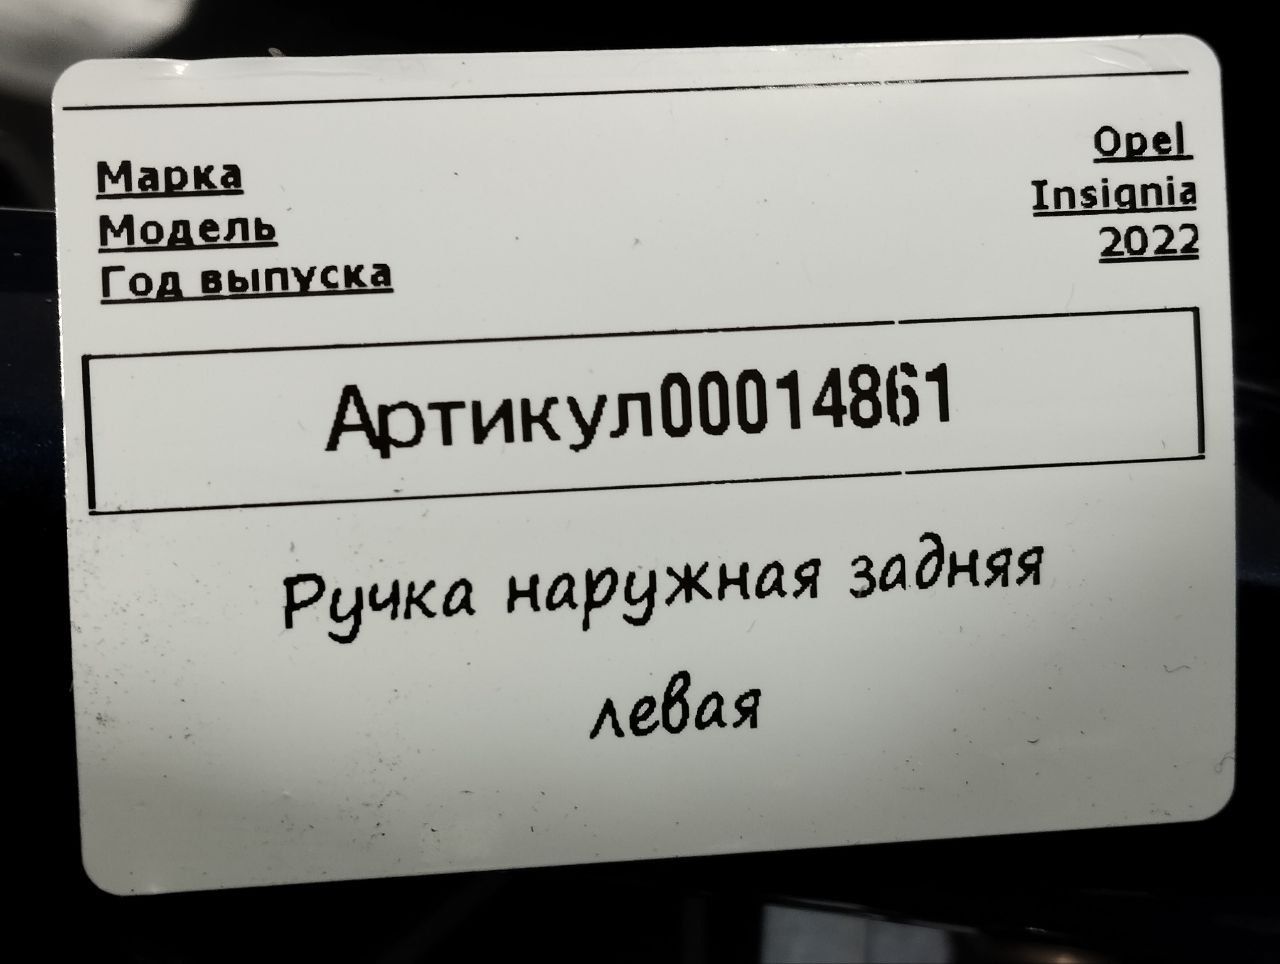 Марка Opel
Модель Insignia
Год выпуска 2022
Артикул00014861
Ручка наружная задняя
левая